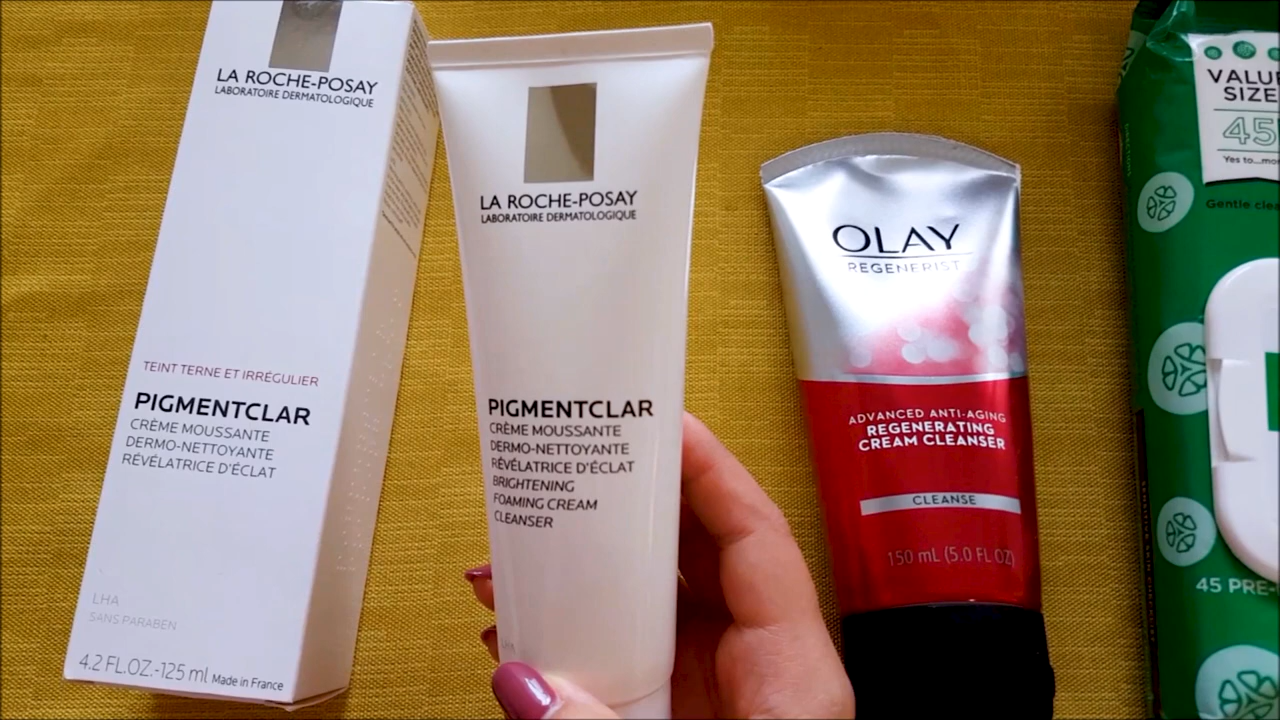 LA ROCHE-POSAY
LABORATOIRE DERMATOLOGIQUE
TEINT TERNE ET IRRÉGULIER
PIGMENTCLAR
CRÈME MOUSSANTE
DERMO-NETTOYANTE
RÉVÉLATRICE D'ÉCLAT
LHA
SANS PARABEN
4.2 FL.OZ.-125 ml Made in France
LA ROCHE-POSAY
LABORATOIRE DERMATOLOGIQUE
PIGMENTCLAR
CRÈME MOUSSANTE
DERMO-NETTOYANTE
RÉVÉLATRICE D'ÉCLAT
BRIGHTENING
FOAMING CREAM
CLEANSER
OLAY
REGENERIST
ADVANCED ANTI-AGING
REGENERATING
CREAM CLEANSER
CLEANSE
150 mL (5.0 FL OZ)
VALUE
SIZE
45
Yes to...
Gentle
45 PRE-